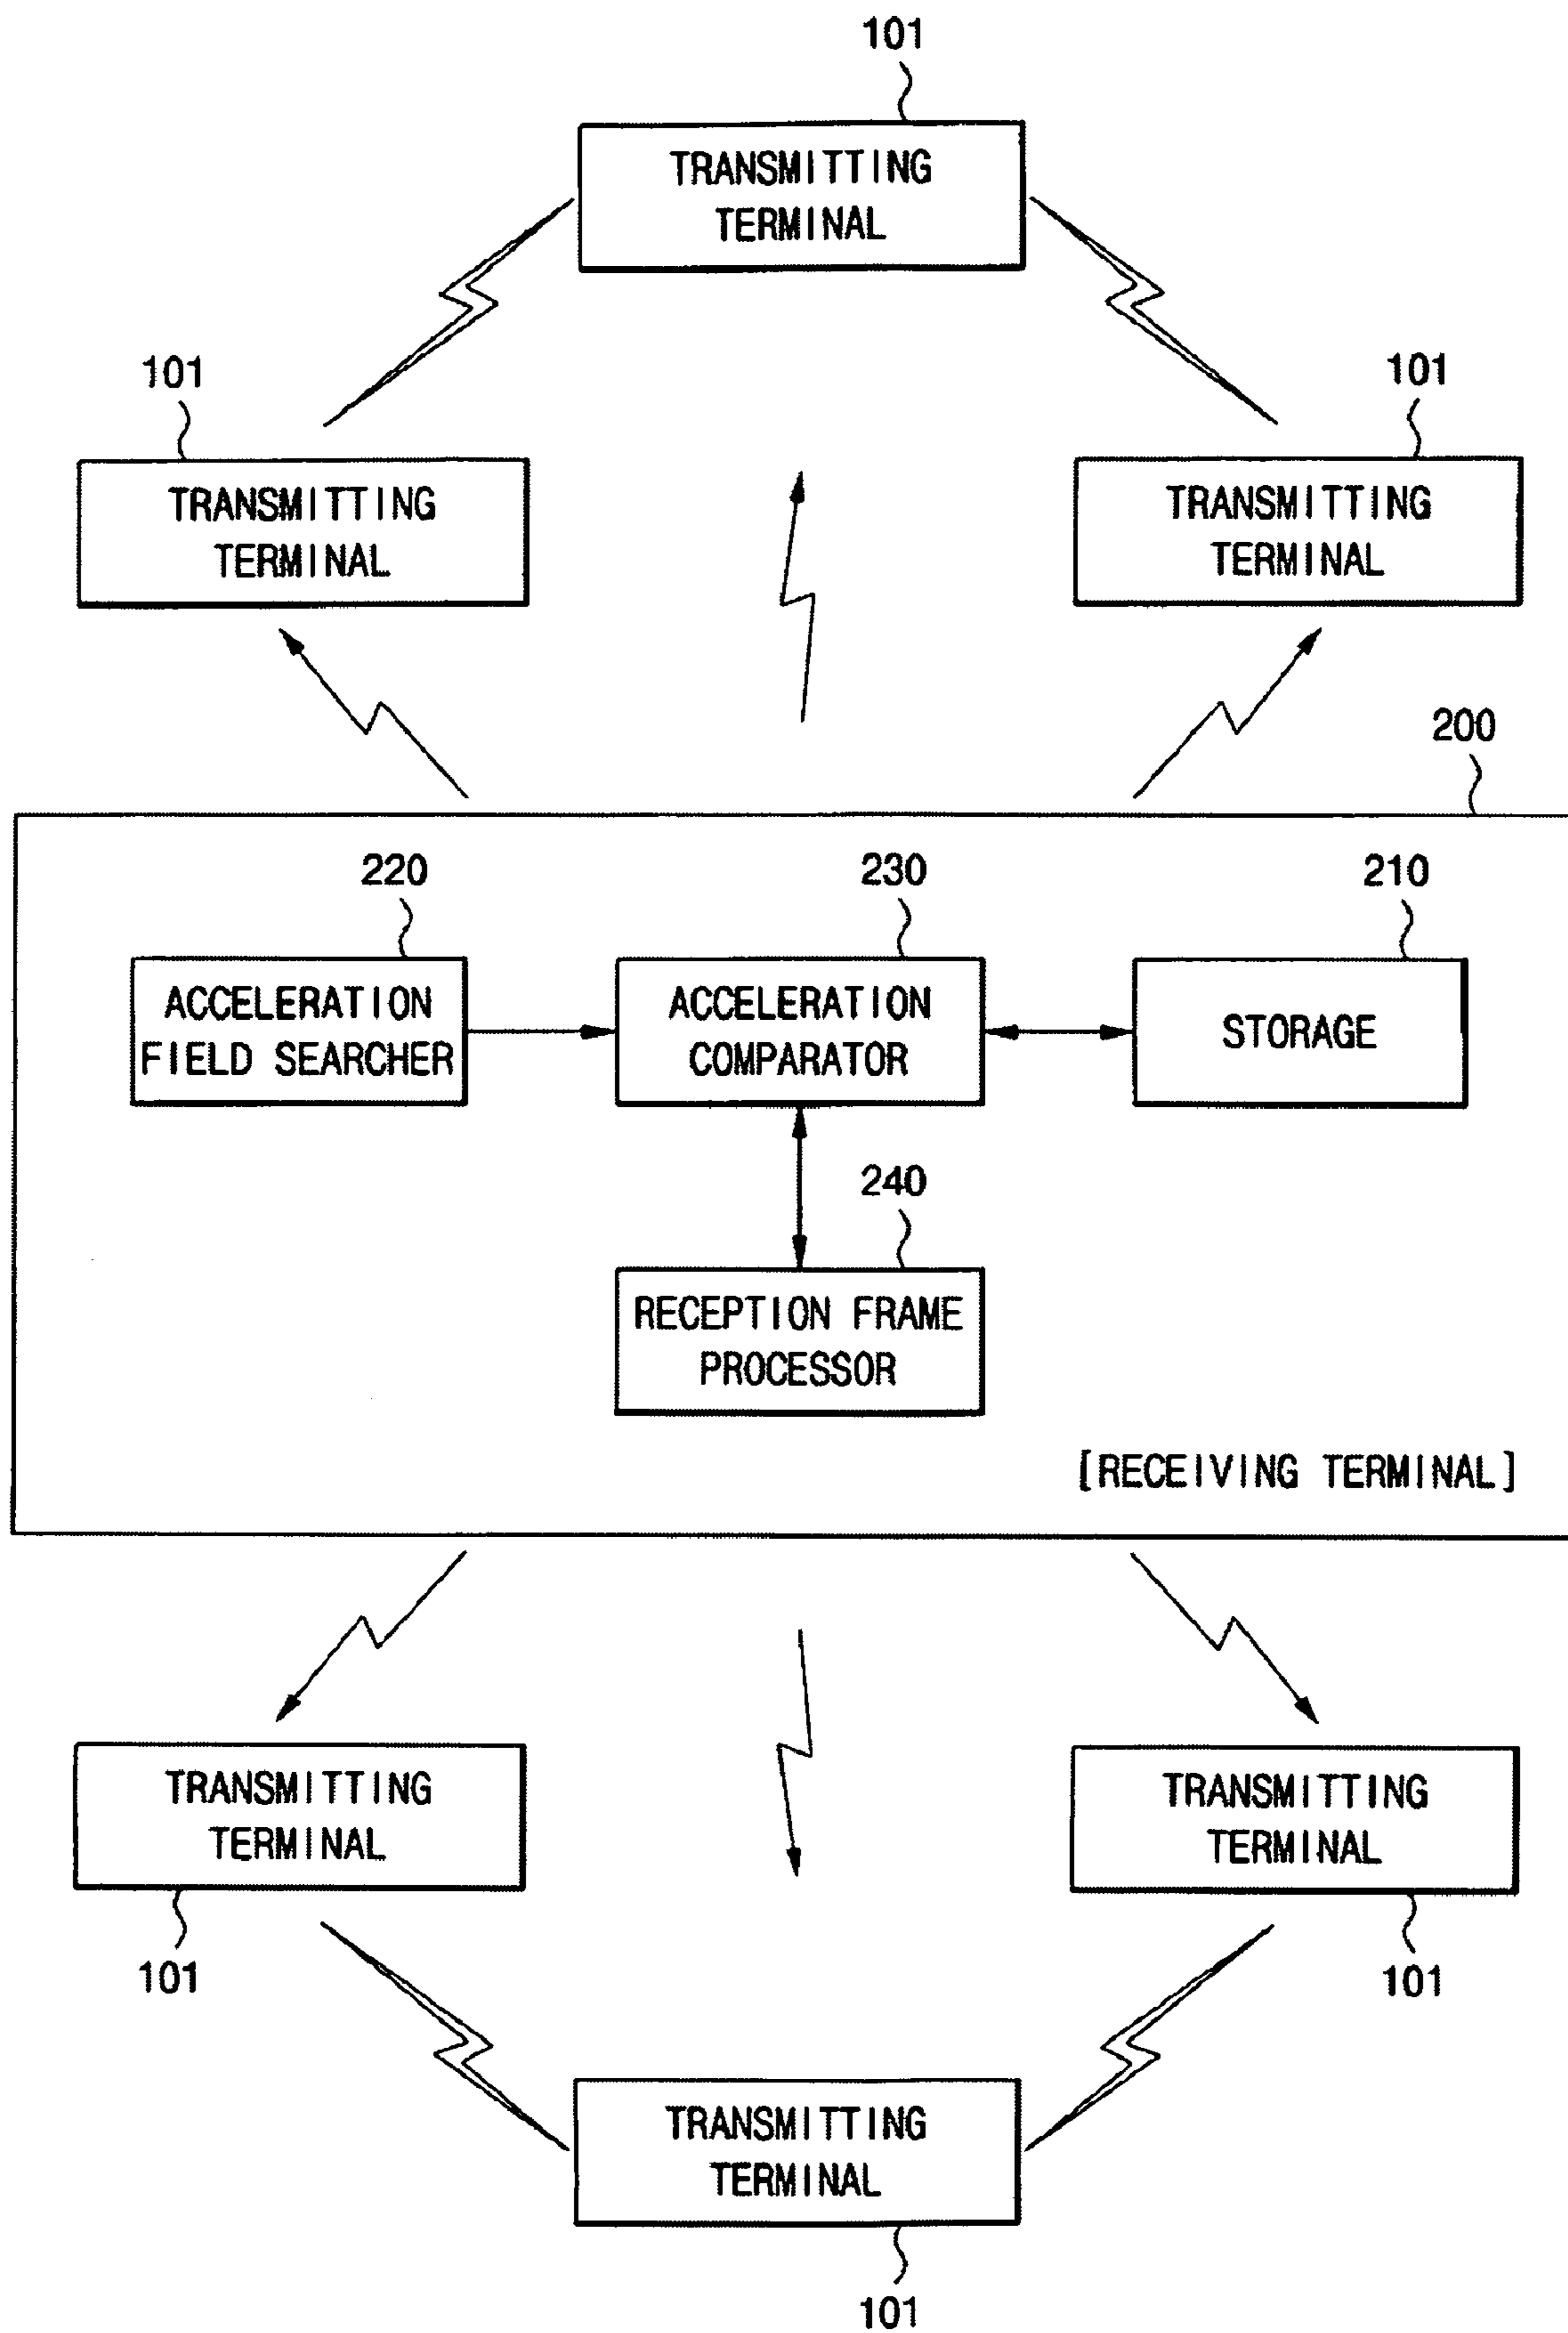 101
TRANSMITTING
TERMINAL
101
101
TRANSMITTING
TERMINAL
TRANSMITTING
TERMINAL
200
220
230
210
ACCELERATION
FIELD SEARCHER
ACCELERATION
COMPARATOR
STORAGE
240
RECEPTION FRAME
PROCESSOR
[RECEIVING TERMINAL]
TRANSMITTING
TERMINAL
TRANSMITTING
TERMINAL
101
101
TRANSMITTING
TERMINAL
101